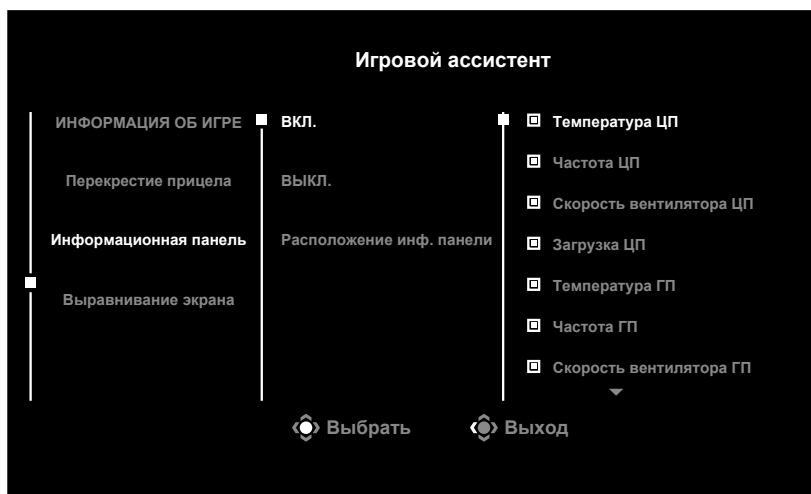 Игровой ассистент
ИНФОРМАЦИЯ ОБ ИГРЕ
Перекрестие прицела
Информационная панель
Выравнивание экрана
ВКЛ.
ВЫКЛ.
Расположение инф. панели
Температура ЦП
Частота ЦП
Скорость вентилятора ЦП
Загрузка ЦП
Температура ГП
Частота ГП
Скорость вентилятора ГП
Выбрать
Выход